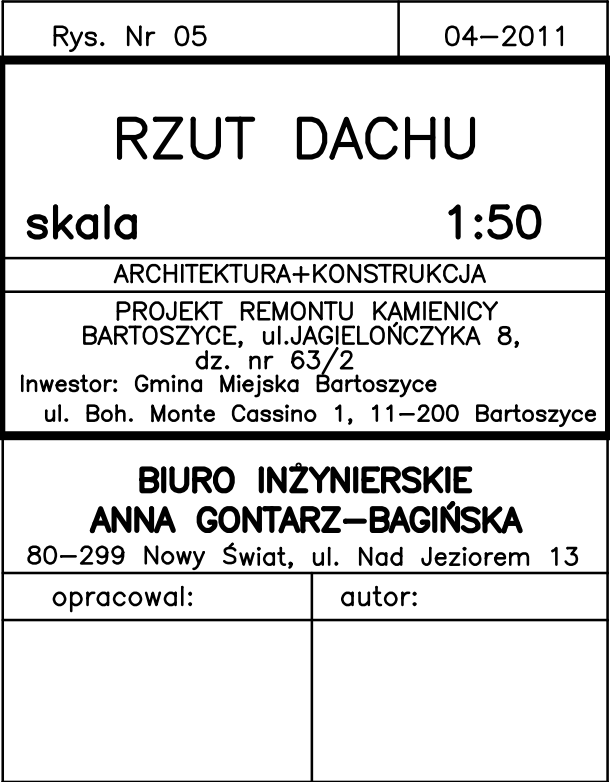 Rys. Nr 05 04-2011
RZUT DACHU
skala 1:50
ARCHITEKTURA+KONSTRUKCJA
PROJEKT REMONTU KAMIENICY
BARTOSZYCE, ul.JAGIELOŃCZYKA 8,
dz. nr 63/2
Inwestor: Gmina Miejska Bartoszyce
ul. Boh. Monte Cassino 1, 11-200 Bartoszyce
BIURO INŻYNIERSKIE
ANNA GONTARZ-BAGIŃSKA
80-299 Nowy Świat, ul. Nad Jeziorem 13
opracowal: autor: